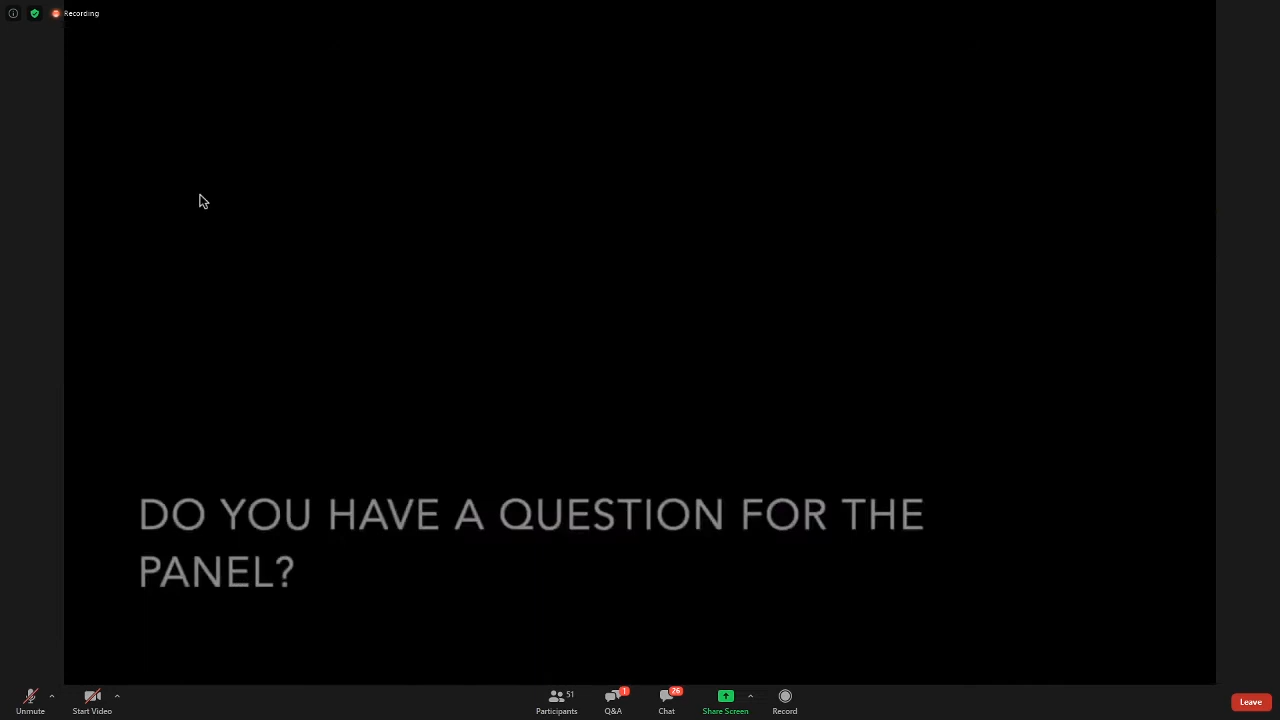 Recording
DO YOU HAVE A QUESTION FOR THE
PANEL?
51
1
26
Unmute
Start Video
Participants
Q&A
Chat
Share Screen
Record
Leave